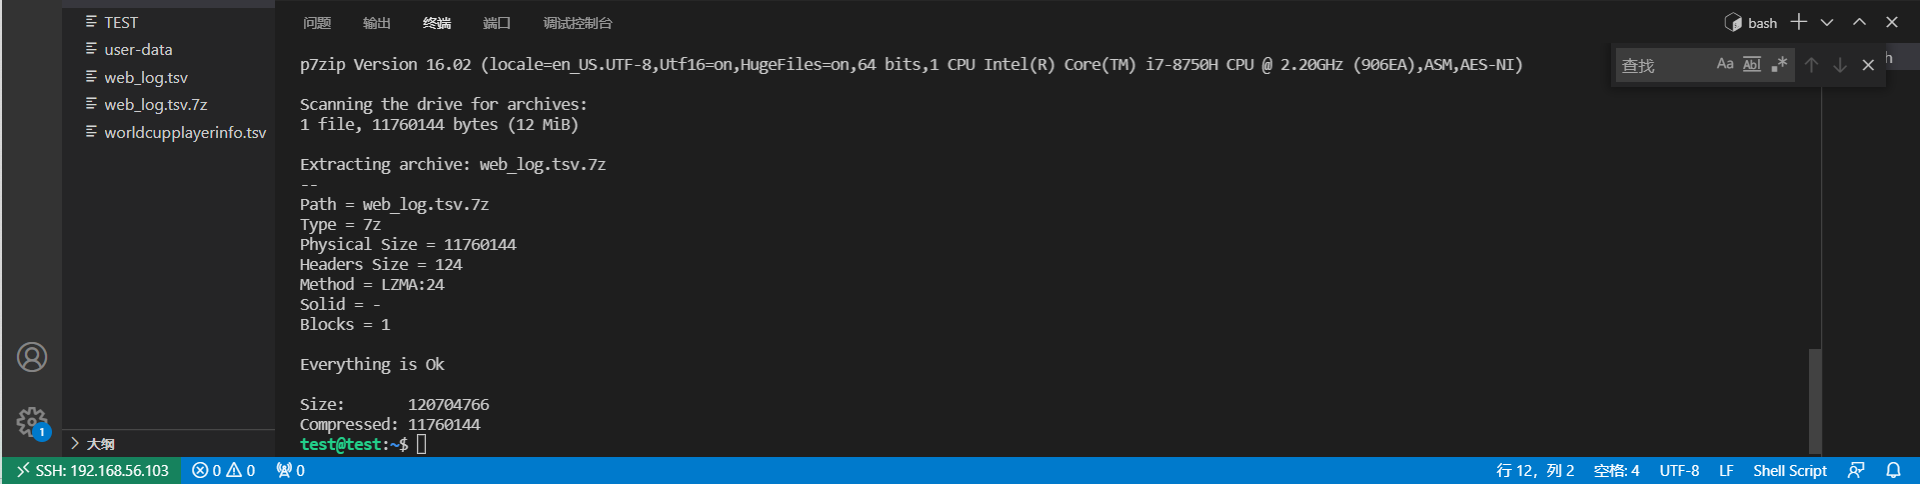 TEST
user-data
web_log.tsv
web_log.tsv.7z
worldcupplayerinfo.tsv
大纲
问题 输出 终端 端口 调试控制台
bash
查找 Aa Abl .*
h
p7zip Version 16.02 (locale=en_US.UTF-8,Utf16=on,HugeFiles=on,64 bits,1 CPU Intel(R) Core(TM) i7-8750H CPU @ 2.20GHz (906EA),ASM,AES-NI)
Scanning the drive for archives:
1 file, 11760144 bytes (12 MiB)
Extracting archive: web_log.tsv.7z
--
Path = web_log.tsv.7z
Type = 7z
Physical Size = 11760144
Headers Size = 124
Method = LZMA:24
Solid = -
Blocks = 1
Everything is Ok
Size:       120704766
Compressed: 11760144
test@test:~$
1
SSH: 192.168.56.103 0 0 0 行 12，列 2 空格: 4 UTF-8 LF Shell Script